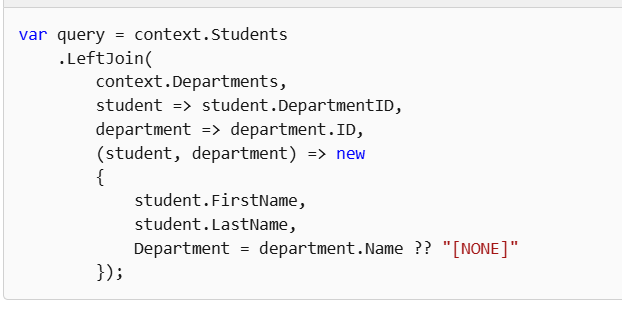 var query = context.Students
    .LeftJoin(
        context.Departments,
        student => student.DepartmentID,
        department => department.ID,
        (student, department) => new
        {
            student.FirstName,
            student.LastName,
            Department = department.Name ?? "[NONE]"
        });